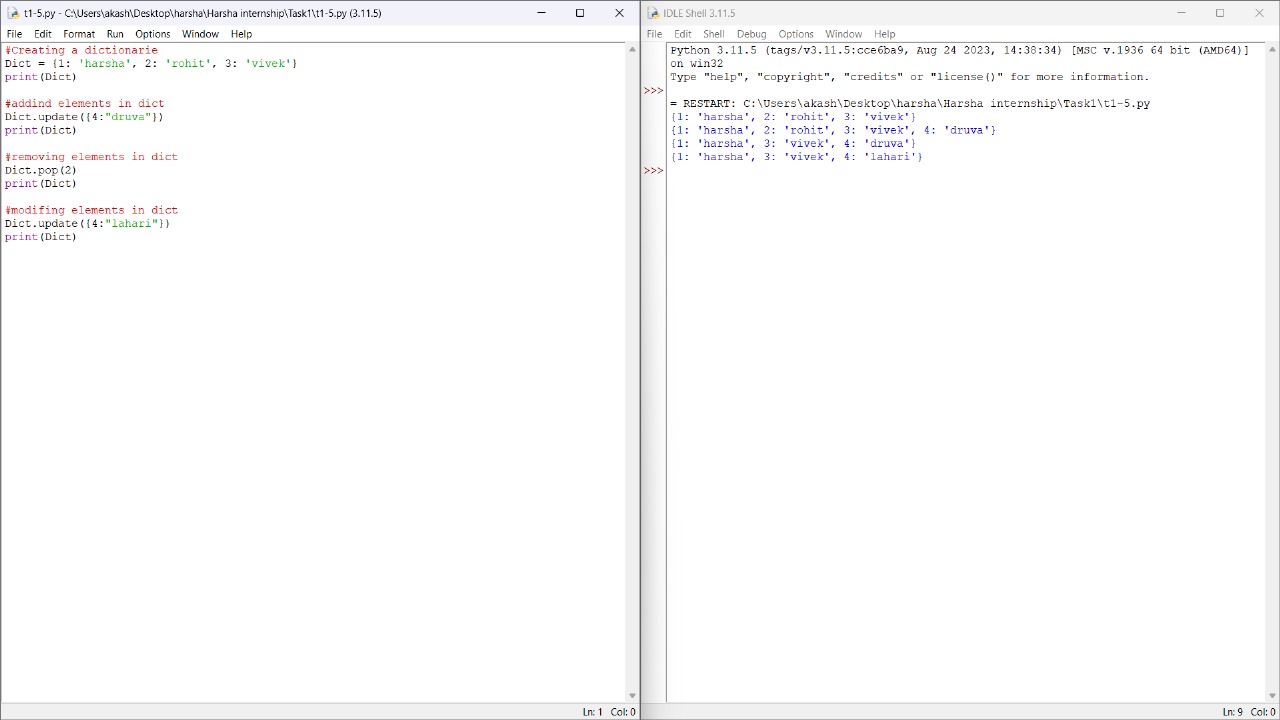 t1-5.py - C:\Users\akash\Desktop\harsha\Harsha internship\Task1\t1-5.py (3.11.5)
File Edit Format Run Options Window Help
#Creating a dictionarie
Dict = {1: 'harsha', 2: 'rohit', 3: 'vivek'}
print(Dict)
#addind elements in dict
Dict.update({4:"druva"})
print(Dict)
#removing elements in dict
Dict.pop(2)
print(Dict)
#modifing elements in dict
Dict.update({4:"lahari"})
print(Dict)
Ln: 1 Col: 0
IDLE Shell 3.11.5
File Edit Shell Debug Options Window Help
Python 3.11.5 (tags/v3.11.5:cce6ba9, Aug 24 2023, 14:38:34) [MSC v.1936 64 bit (AMD64)]
on win32
Type "help", "copyright", "credits" or "license()" for more information.
>>>
= RESTART: C:\Users\akash\Desktop\harsha\Harsha internship\Task1\t1-5.py
{1: 'harsha', 2: 'rohit', 3: 'vivek'}
{1: 'harsha', 2: 'rohit', 3: 'vivek', 4: 'druva'}
{1: 'harsha', 3: 'vivek', 4: 'druva'}
{1: 'harsha', 3: 'vivek', 4: 'lahari'}
>>>
Ln: 9 Col: 0